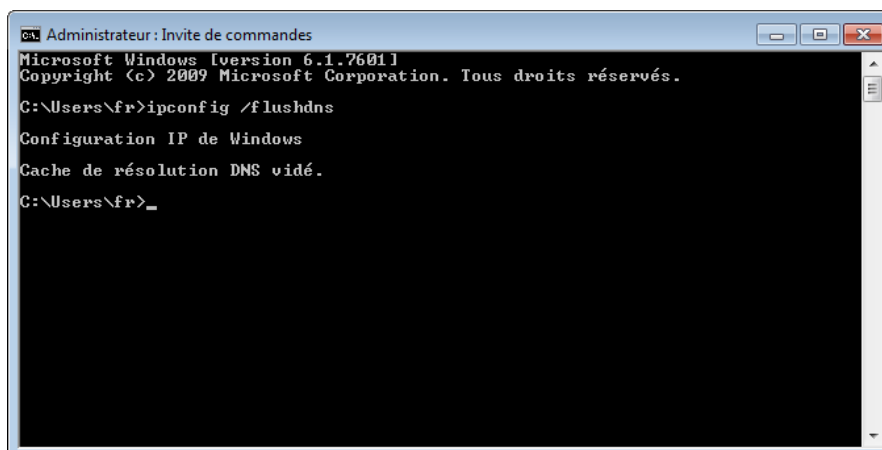 Administrateur : Invite de commandes
Microsoft Windows [version 6.1.7601]
Copyright (c) 2009 Microsoft Corporation. Tous droits réservés.
C:\Users\fr>ipconfig /flushdns
Configuration IP de Windows
Cache de résolution DNS vidé.
C:\Users\fr>_